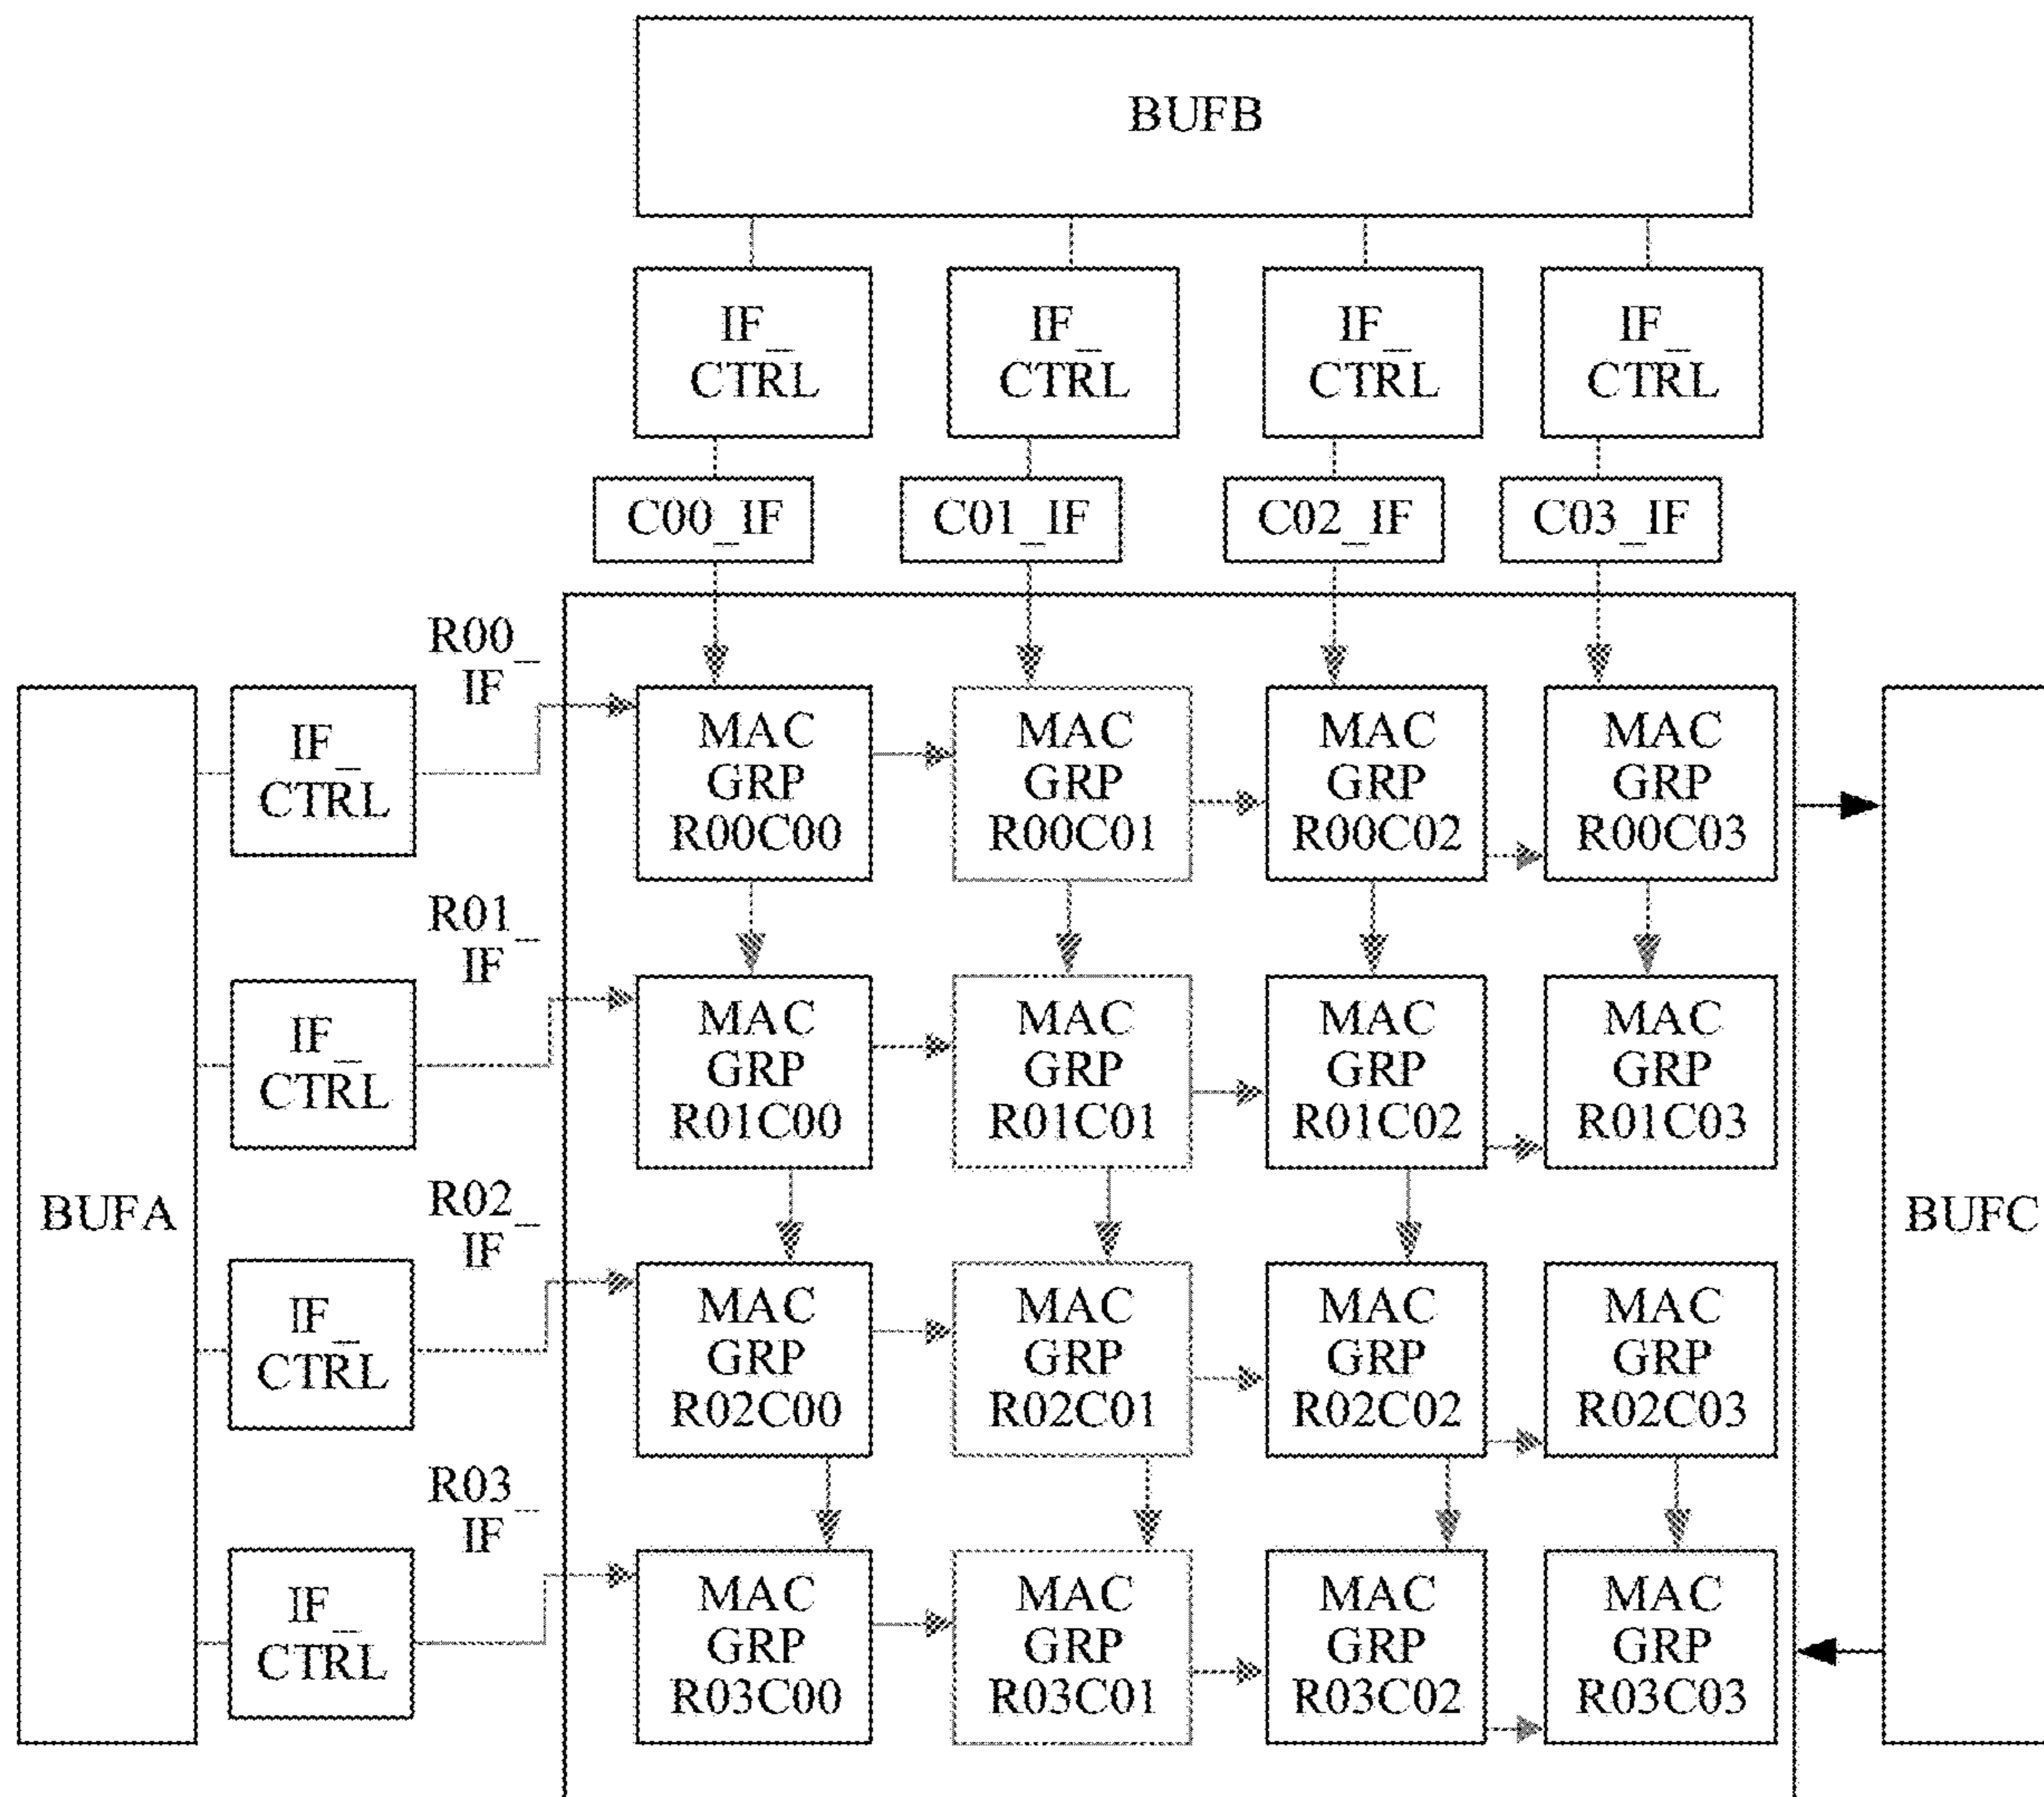 BUFB
IF_
CTRL
IF_
CTRL
IF_
CTRL
IF_
CTRL
C00_IF
C01_IF
C02_IF
C03_IF
BUFA
IF_
CTRL
R00_
IF
MAC
GRP
R00C00
MAC
GRP
R00C01
MAC
GRP
R00C02
MAC
GRP
R00C03
IF_
CTRL
R01_
IF
MAC
GRP
R01C00
MAC
GRP
R01C01
MAC
GRP
R01C02
MAC
GRP
R01C03
IF_
CTRL
R02_
IF
MAC
GRP
R02C00
MAC
GRP
R02C01
MAC
GRP
R02C02
MAC
GRP
R02C03
IF_
CTRL
R03_
IF
MAC
GRP
R03C00
MAC
GRP
R03C01
MAC
GRP
R03C02
MAC
GRP
R03C03
BUFC